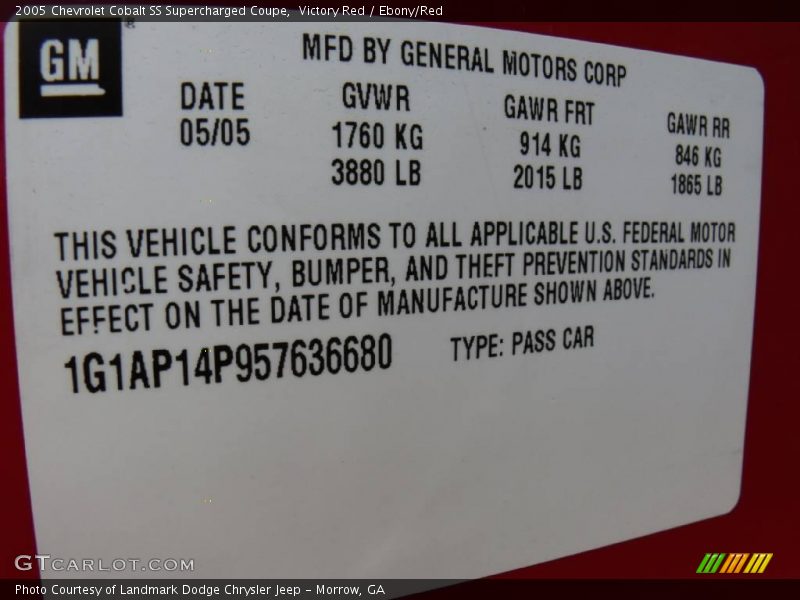 2005 Chevrolet Cobalt SS Supercharged Coupe, Victory Red / Ebony/Red
GM
MFD BY GENERAL MOTORS CORP
DATE GVWR GAWR FRT GAWR RR
05/05 1760 KG 914 KG 846 KG
3880 LB 2015 LB 1865 LB
THIS VEHICLE CONFORMS TO ALL APPLICABLE U.S. FEDERAL MOTOR
VEHICLE SAFETY, BUMPER, AND THEFT PREVENTION STANDARDS IN
EFFECT ON THE DATE OF MANUFACTURE SHOWN ABOVE.
1G1AP14P957636680 TYPE: PASS CAR
GTCARLOT.COM
Photo Courtesy of Landmark Dodge Chrysler Jeep - Morrow, GA